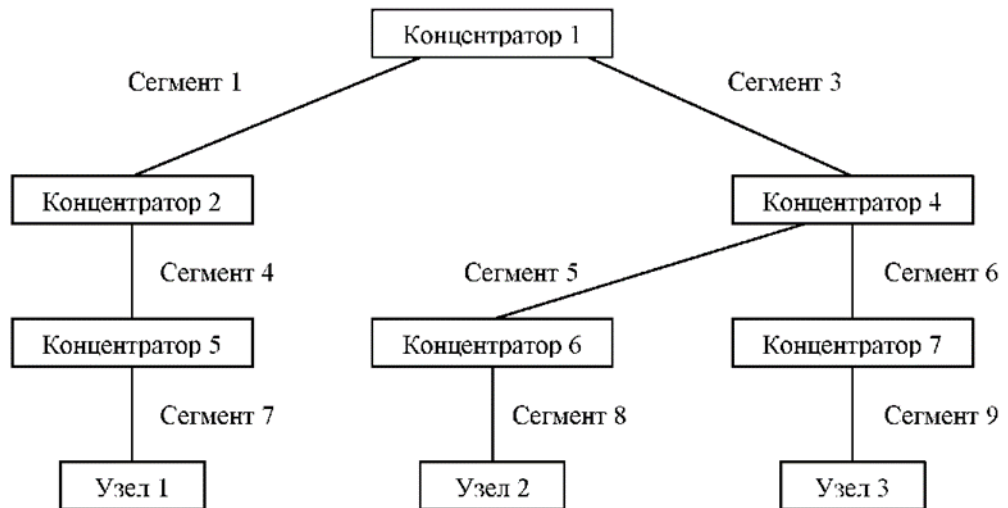 Концентратор 1
Сегмент 1
Сегмент 3
Концентратор 2
Концентратор 4
Сегмент 4
Сегмент 5
Сегмент 6
Концентратор 5
Концентратор 6
Концентратор 7
Сегмент 7
Сегмент 8
Сегмент 9
Узел 1
Узел 2
Узел 3